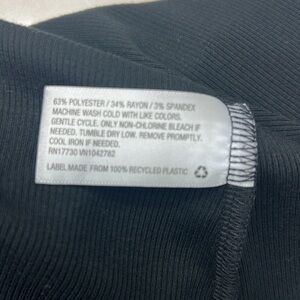 63% POLYESTER / 34% RAYON / 3% SPANDEX
MACHINE WASH COLD WITH LIKE COLORS.
GENTLE CYCLE. ONLY NON-CHLORINE BLEACH IF
NEEDED. TUMBLE DRY LOW. REMOVE PROMPTLY.
COOL IRON IF NEEDED.
RN17730 VN1042782
LABEL MADE FROM 100% RECYCLED PLASTIC